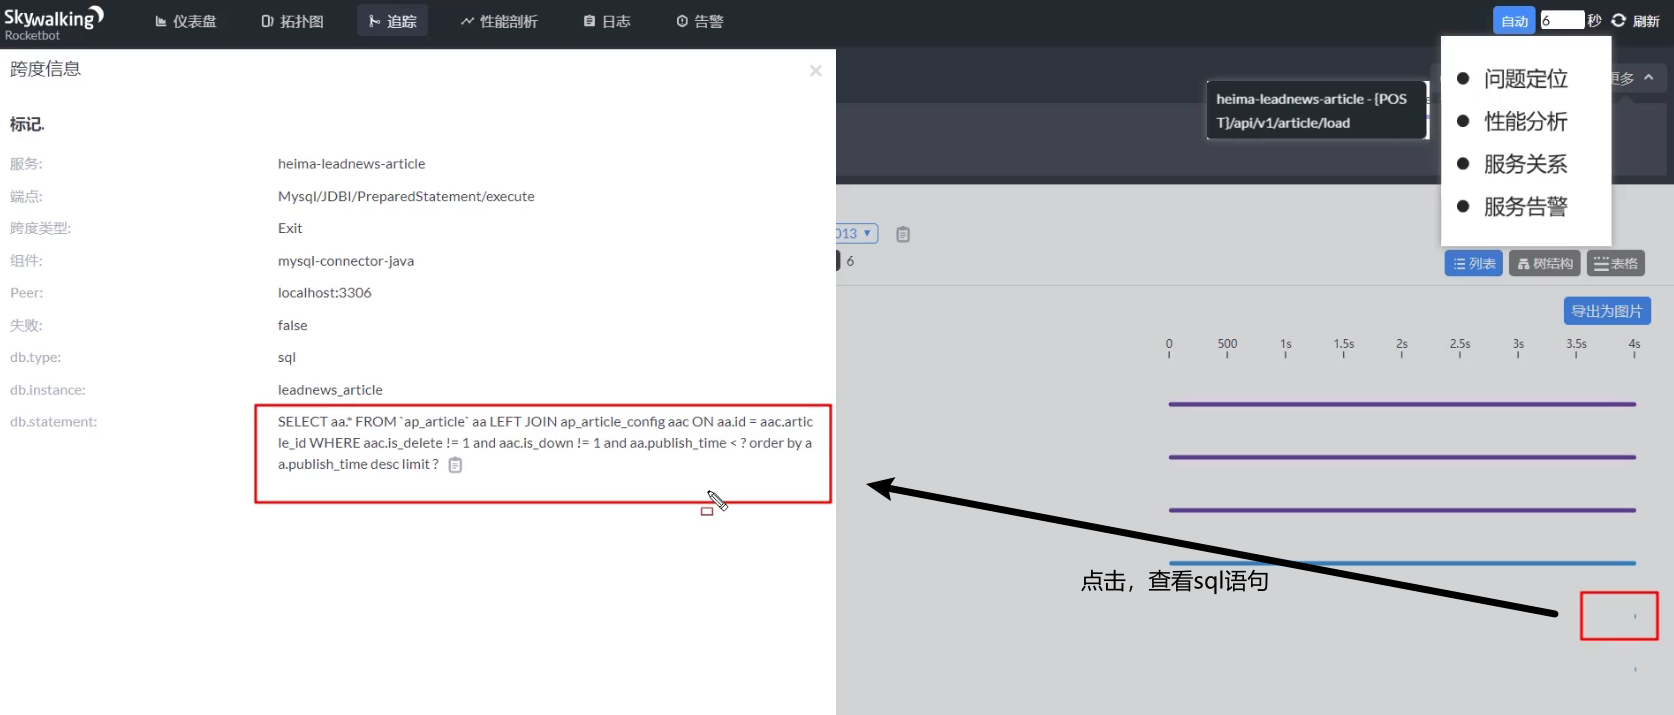 Skywalking
Rocketbot
仪表盘
拓扑图
追踪
性能剖析
日志
告警
自动
6
秒
刷新
跨度信息
标记.
服务:
heima-leadnews-article
端点:
Mysql/JDBI/PreparedStatement/execute
跨度类型:
Exit
组件:
mysql-connector-java
Peer:
localhost:3306
失败:
false
db.type:
sql
db.instance:
leadnews_article
db.statement:
SELECT aa.* FROM `ap_article` aa LEFT JOIN ap_article_config aac ON aa.id = aac.artic
le_id WHERE aac.is_delete != 1 and aac.is_down != 1 and aa.publish_time < ? order by a
a.publish_time desc limit ?
heima-leadnews-article - {POS
T}/api/v1/article/load
更多
问题定位
性能分析
服务关系
服务告警
013
6
列表
树结构
表格
导出为图片
0 500 1s 1.5s 2s 2.5s 3s 3.5s 4s
点击，查看sql语句